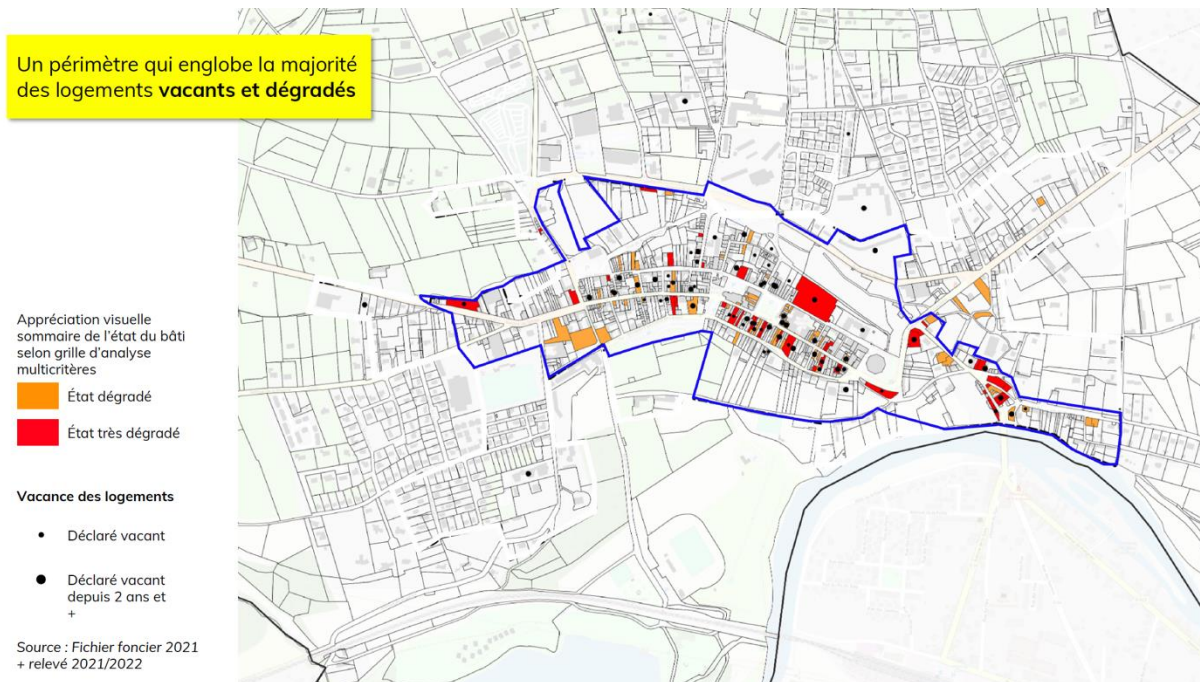 Un périmètre qui englobe la majorité
des logements vacants et dégradés
Appréciation visuelle
sommaire de l'état du bâti
selon grille d'analyse
multicritères
État dégradé
État très dégradé
Vacance des logements
Déclaré vacant
Déclaré vacant
depuis 2 ans et
+
Source : Fichier foncier 2021
+ relevé 2021/2022